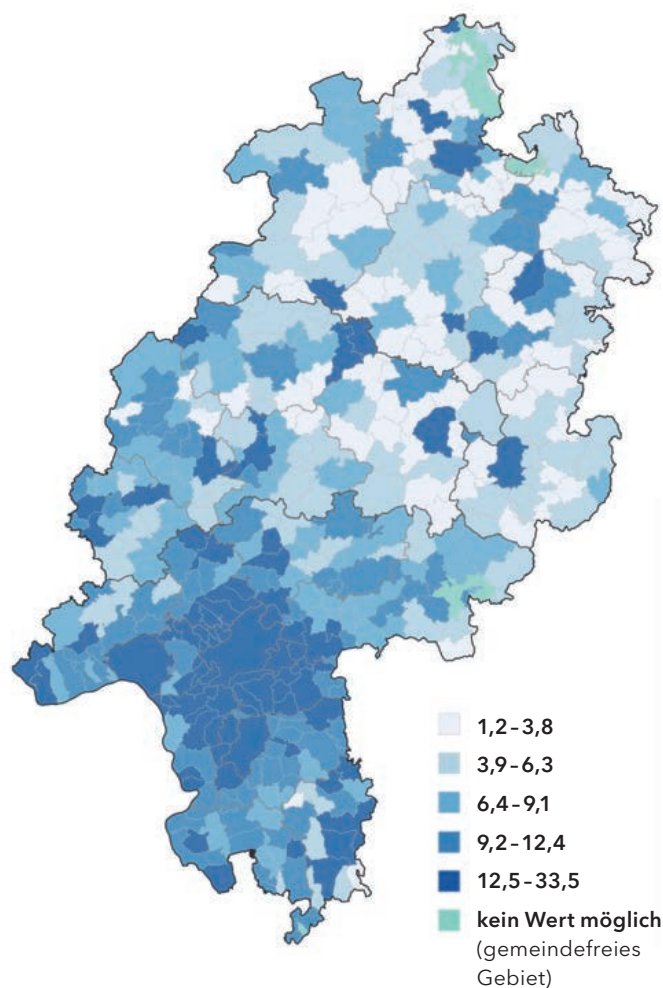 1,2–3,8
3,9–6,3
6,4–9,1
9,2–12,4
12,5–33,5
kein Wert möglich
(gemeindefreies
Gebiet)